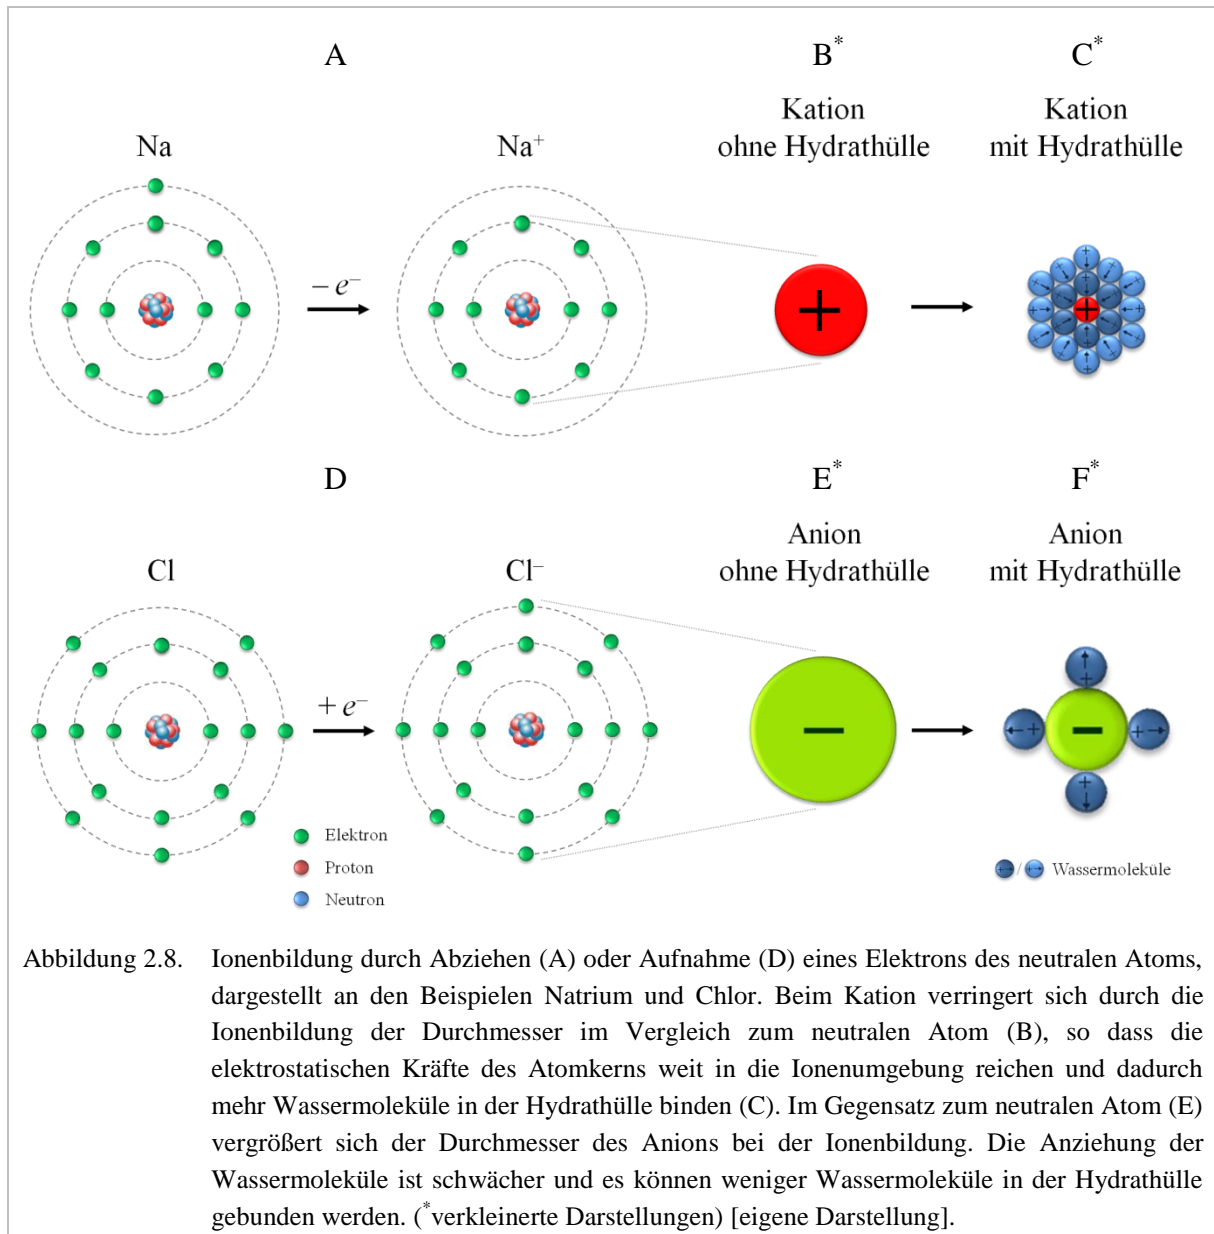 A
B*
C*
Kation
ohne Hydrathülle
Kation
mit Hydrathülle
Na
Na⁺
– e⁻
+
+
D
E*
F*
Anion
ohne Hydrathülle
Anion
mit Hydrathülle
Cl
Cl⁻
+ e⁻
–
–
Elektron
Proton
Neutron
/ Wassermoleküle
Abbildung 2.8. Ionenbildung durch Abziehen (A) oder Aufnahme (D) eines Elektrons des neutralen Atoms,
dargestellt an den Beispielen Natrium und Chlor. Beim Kation verringert sich durch die
Ionenbildung der Durchmesser im Vergleich zum neutralen Atom (B), so dass die
elektrostatischen Kräfte des Atomkerns weit in die Ionenumgebung reichen und dadurch
mehr Wassermoleküle in der Hydrathülle binden (C). Im Gegensatz zum neutralen Atom (E)
vergrößert sich der Durchmesser des Anions bei der Ionenbildung. Die Anziehung der
Wassermoleküle ist schwächer und es können weniger Wassermoleküle in der Hydrathülle
gebunden werden. (*verkleinerte Darstellungen) [eigene Darstellung].